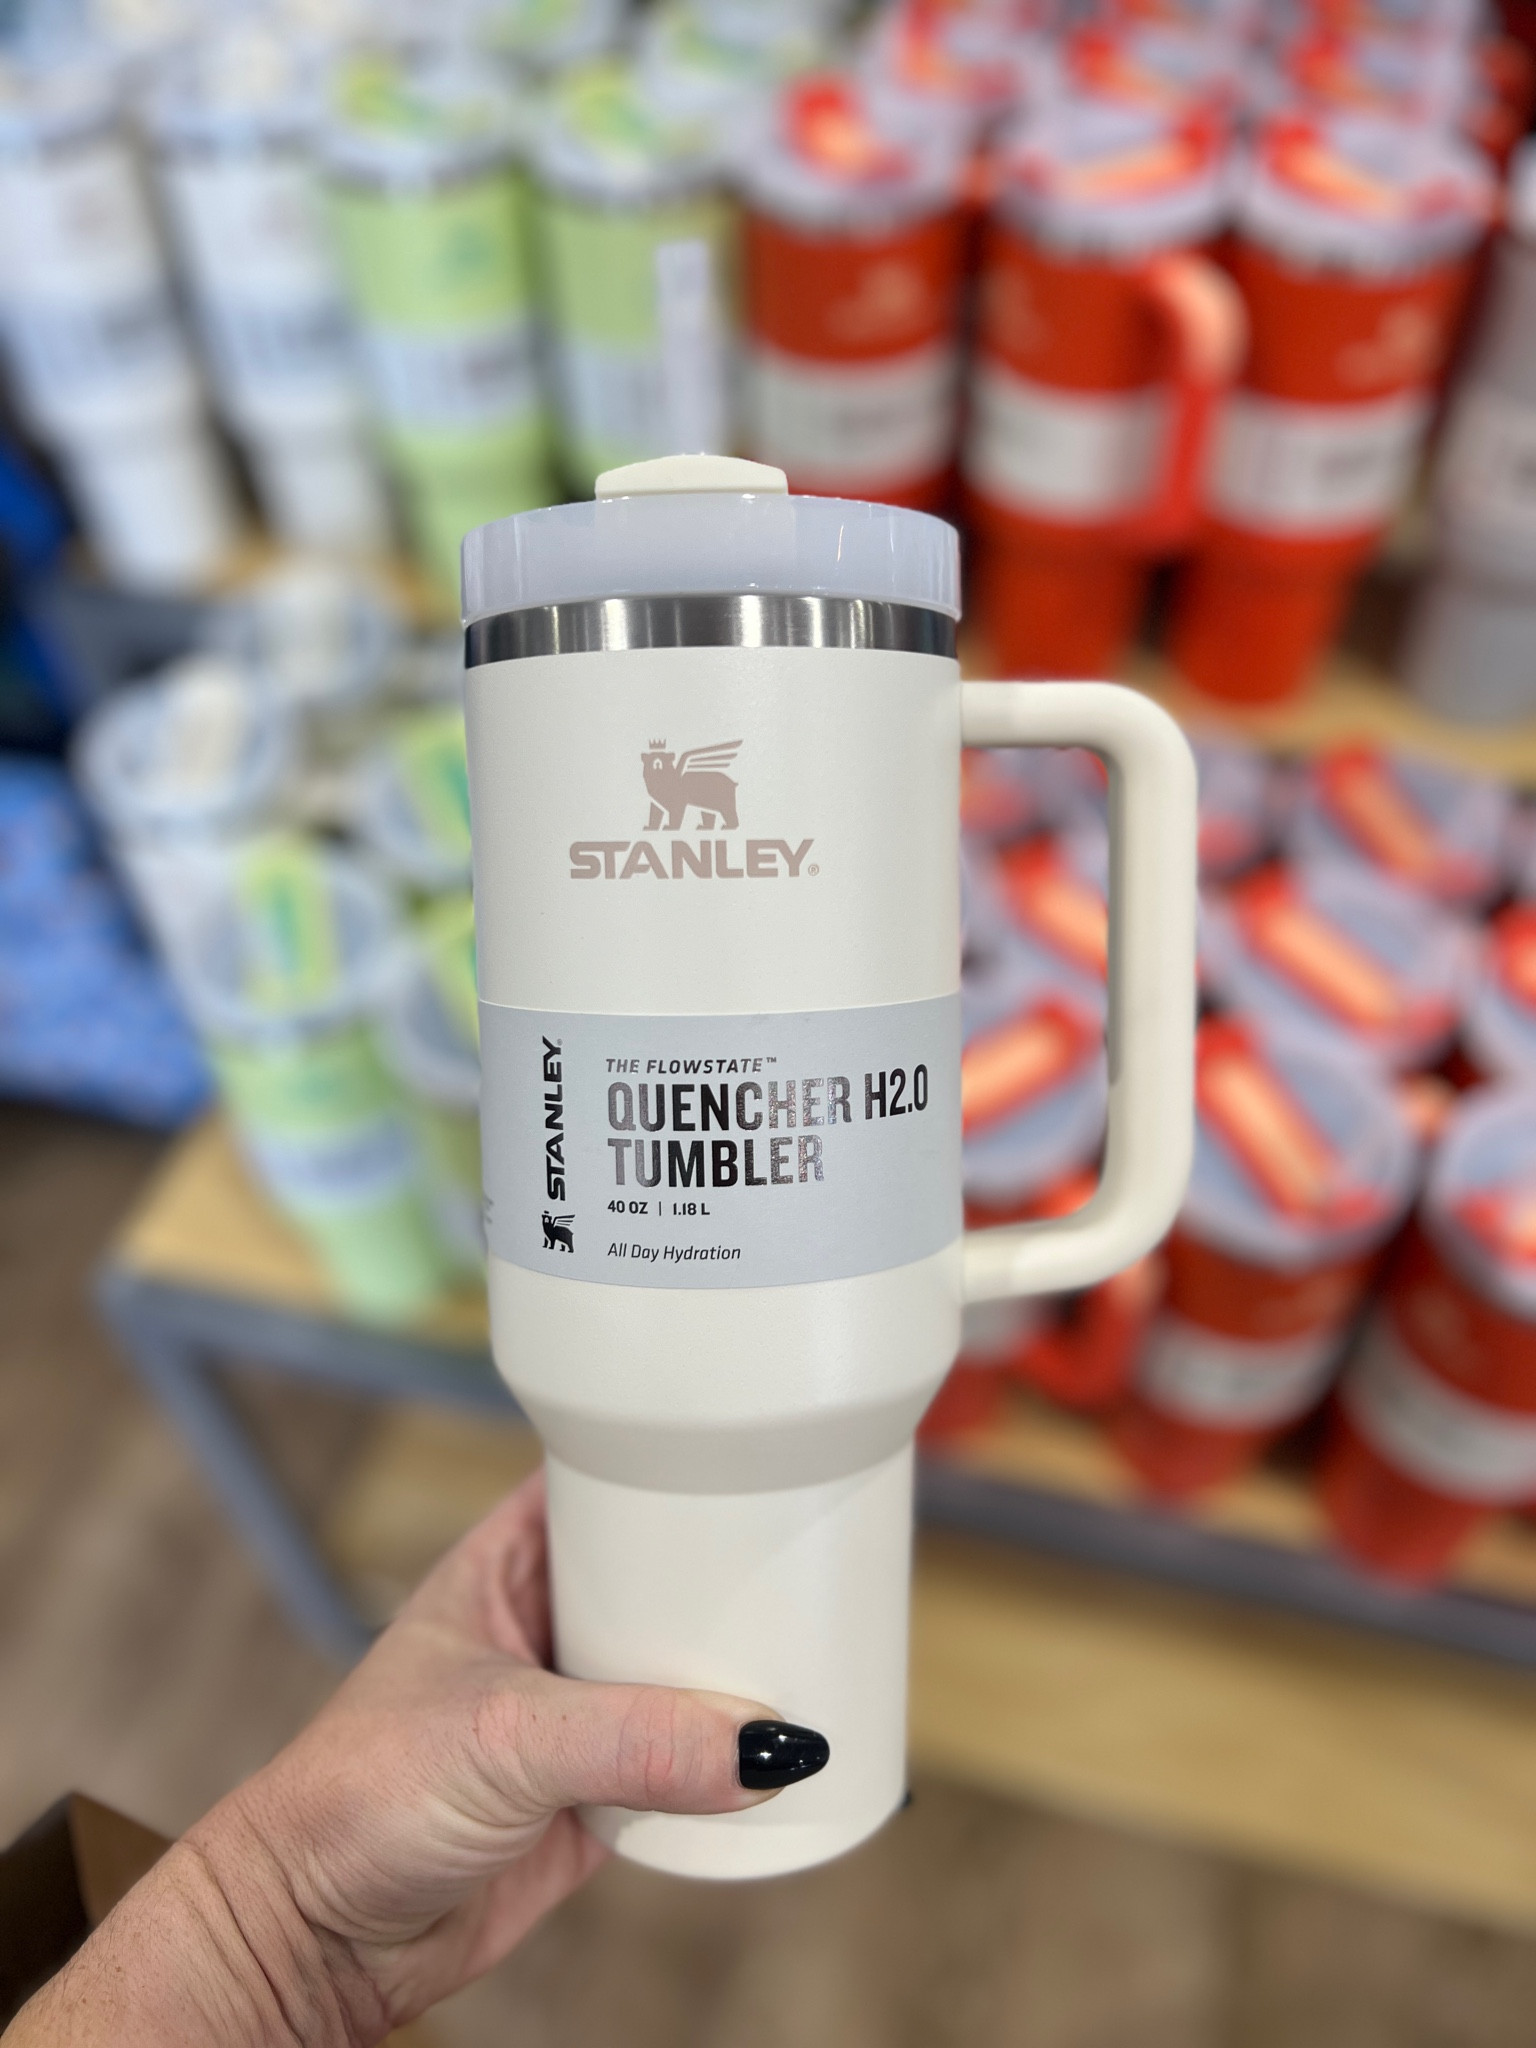 STANLEY®
STANLEY®
THE FLOWSTATE™
QUENCHER H2.0
TUMBLER
40 OZ | 1.18 L
All Day Hydration